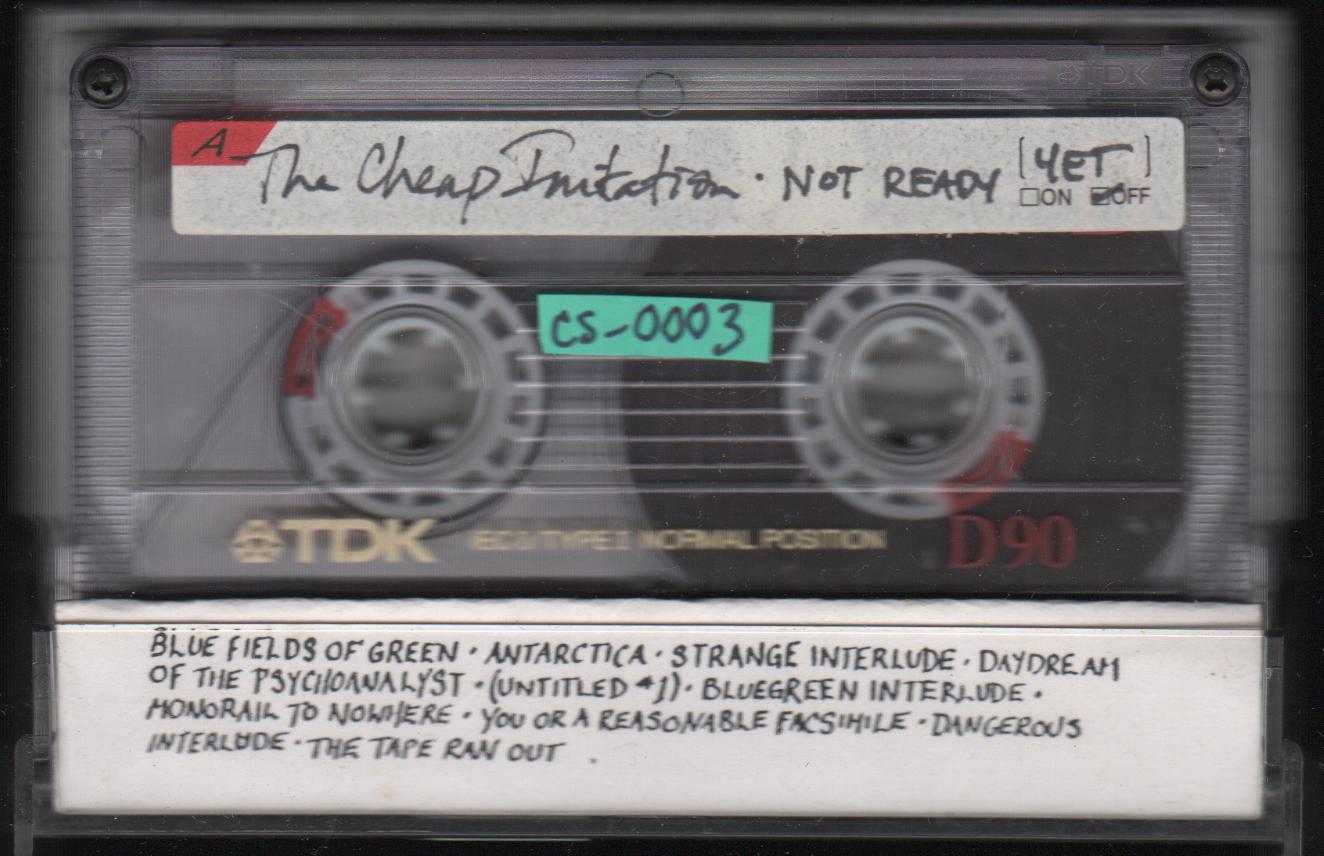 TDK
A The Cheap Imitation · NOT READY [YET]
ON OFF
CS-0003
TDK IEC I / TYPE I NORMAL POSITION D90
BLUE FIELDS OF GREEN · ANTARCTICA · STRANGE INTERLUDE · DAYDREAM
OF THE PSYCHOANALYST · (UNTITLED #1) · BLUEGREEN INTERLUDE ·
MONORAIL TO NOWHERE · YOU OR A REASONABLE FACSIMILE · DANGEROUS
INTERLUDE · THE TAPE RAN OUT .